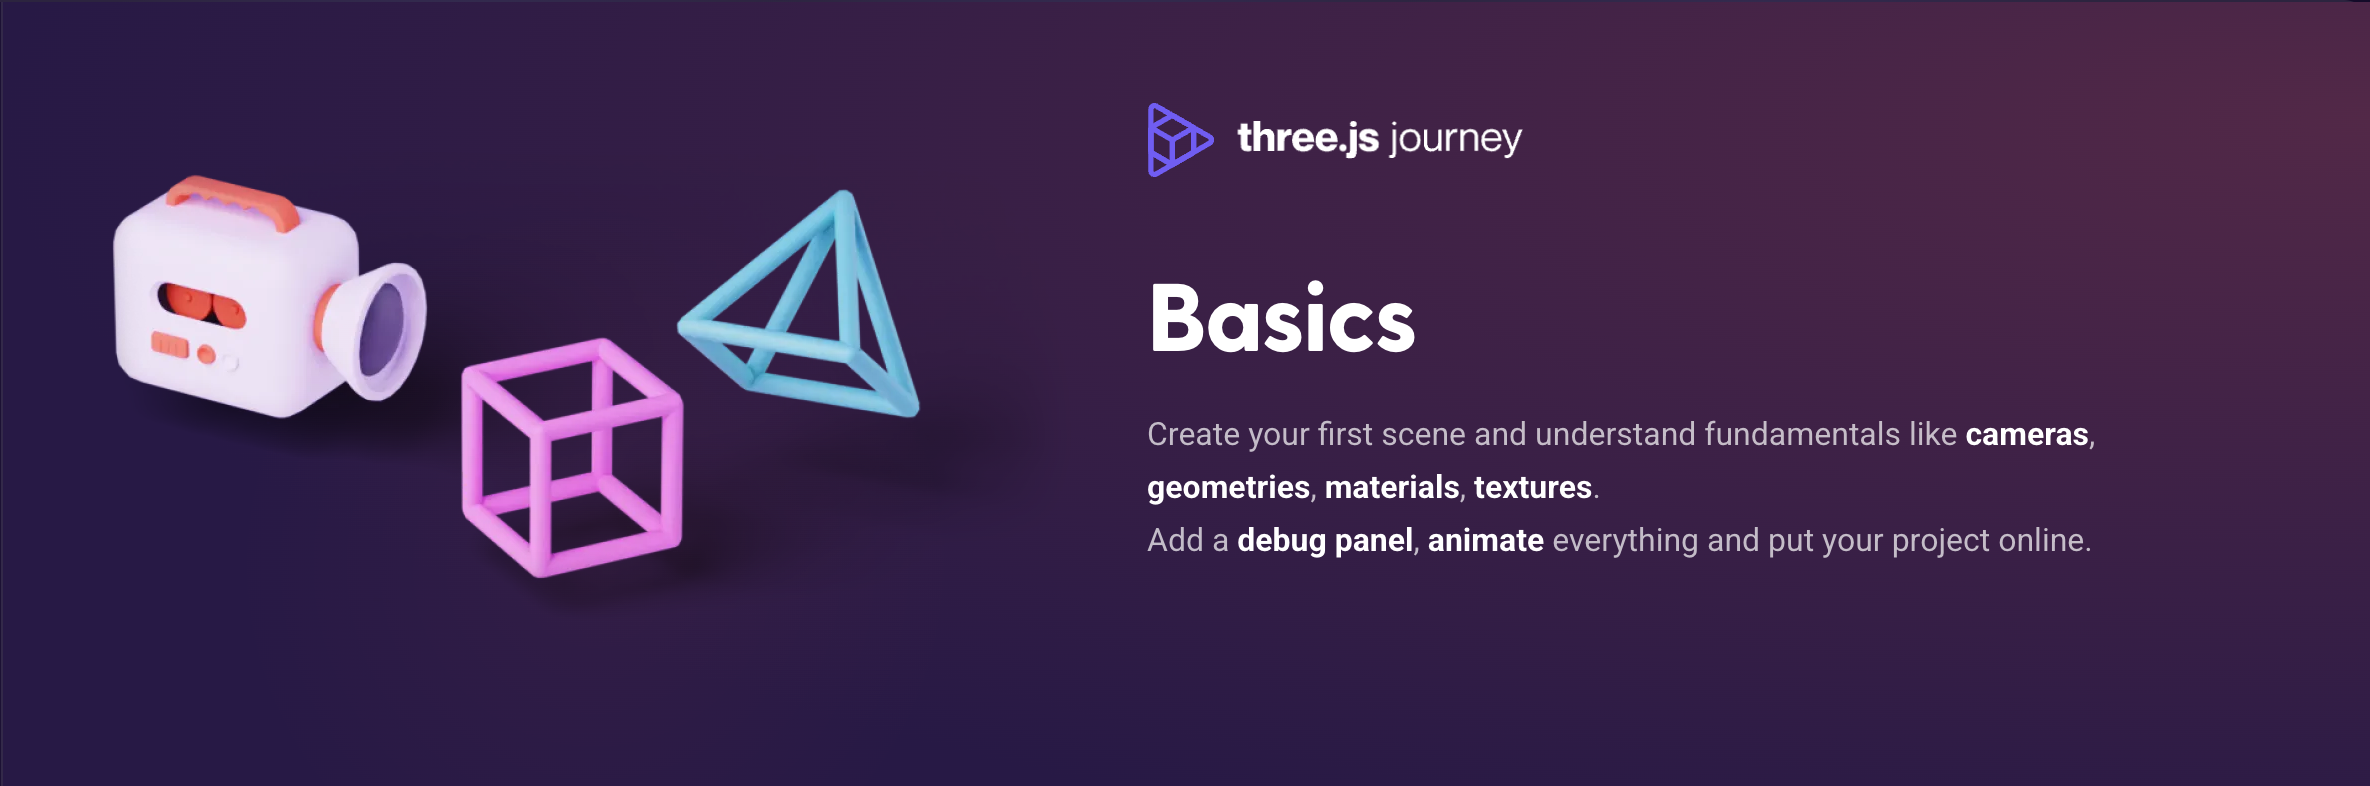 three.js journey
Basics
Create your first scene and understand fundamentals like cameras,
geometries, materials, textures.
Add a debug panel, animate everything and put your project online.